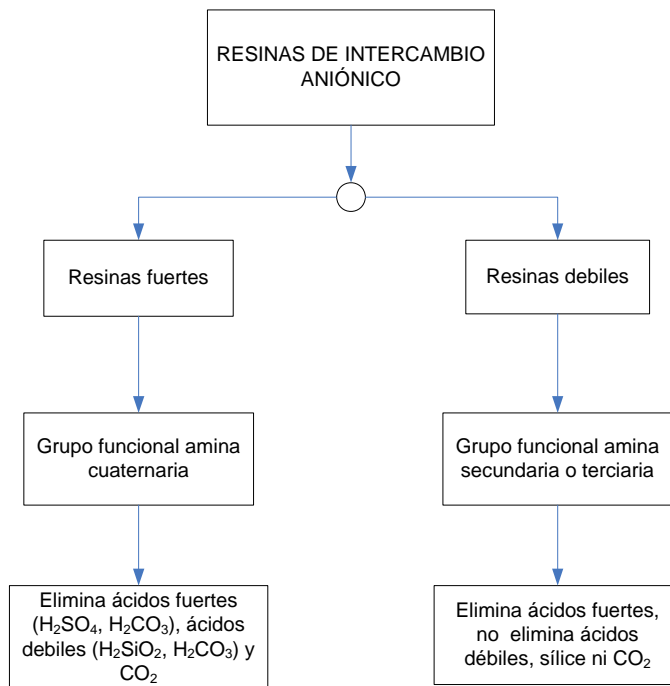 RESINAS DE INTERCAMBIO
ANIÓNICO
Resinas fuertes
Resinas debiles
Grupo funcional amina
cuaternaria
Grupo funcional amina
secundaria o terciaria
Elimina ácidos fuertes
(H₂SO₄, H₂CO₃), ácidos
debiles (H₂SiO₂, H₂CO₃) y
CO₂
Elimina ácidos fuertes,
no elimina ácidos
débiles, sílice ni CO₂